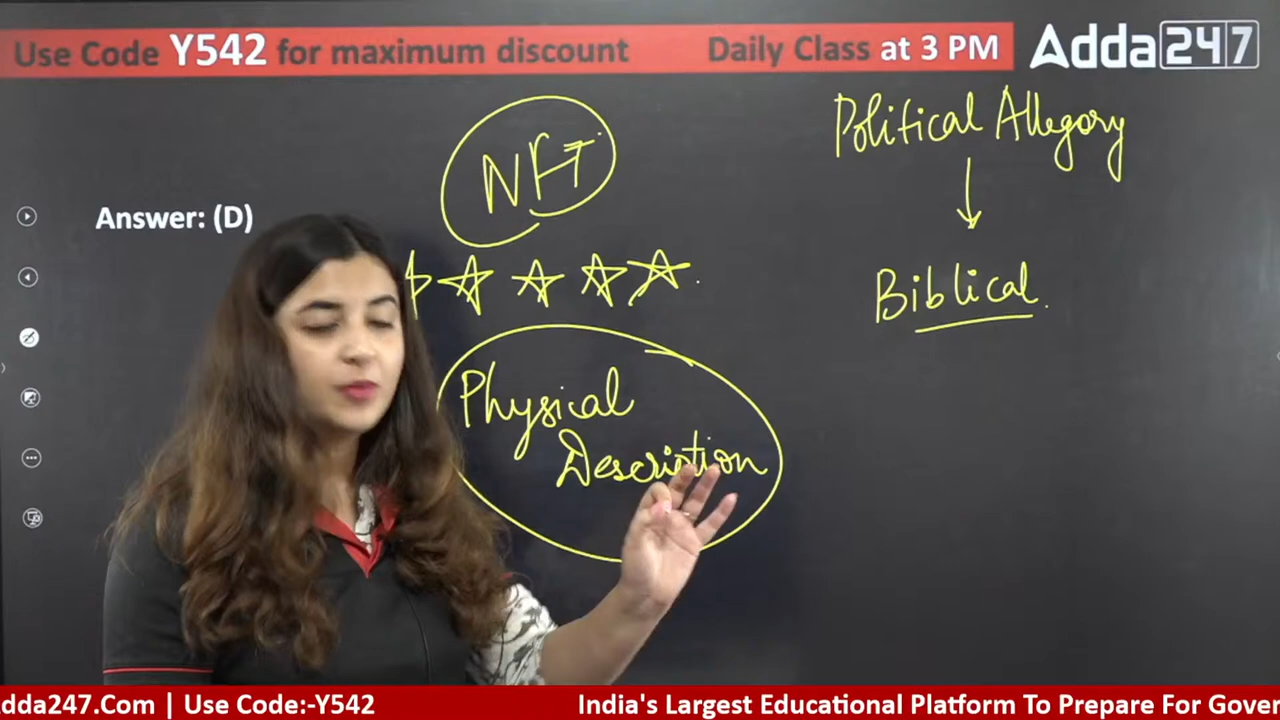 Use Code Y542 for maximum discount Daily Class at 3 PM Adda247
Political Allegory
NFT
Answer: (D)
Biblical.
Physical
Description
dda247.Com | Use Code:-Y542 India's Largest Educational Platform To Prepare For Gover